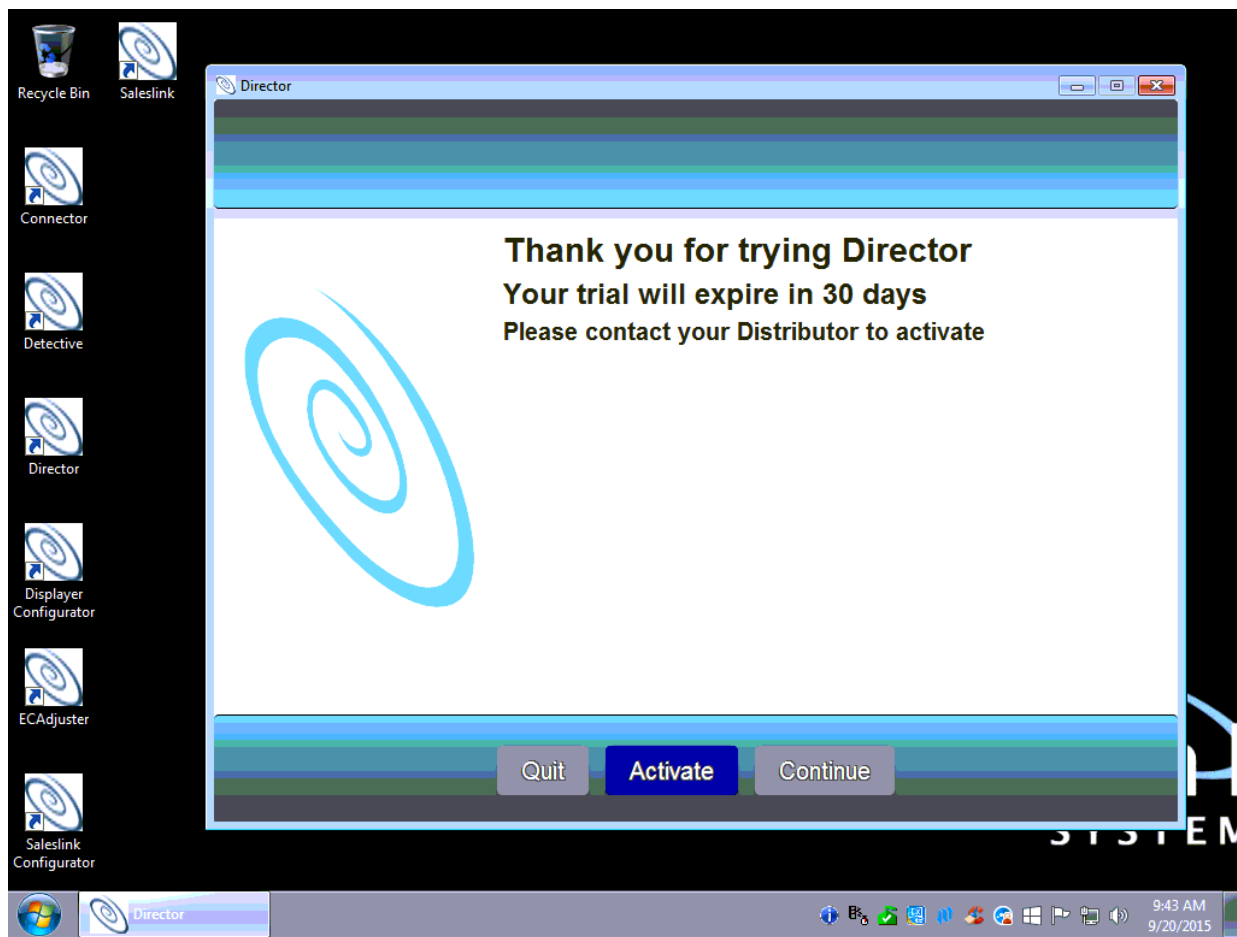 Recycle Bin
Saleslink
Connector
Detective
Director
Displayer
Configurator
ECAdjuster
Saleslink
Configurator
Director
Thank you for trying Director
Your trial will expire in 30 days
Please contact your Distributor to activate
Quit
Activate
Continue
Director
9:43 AM
9/20/2015